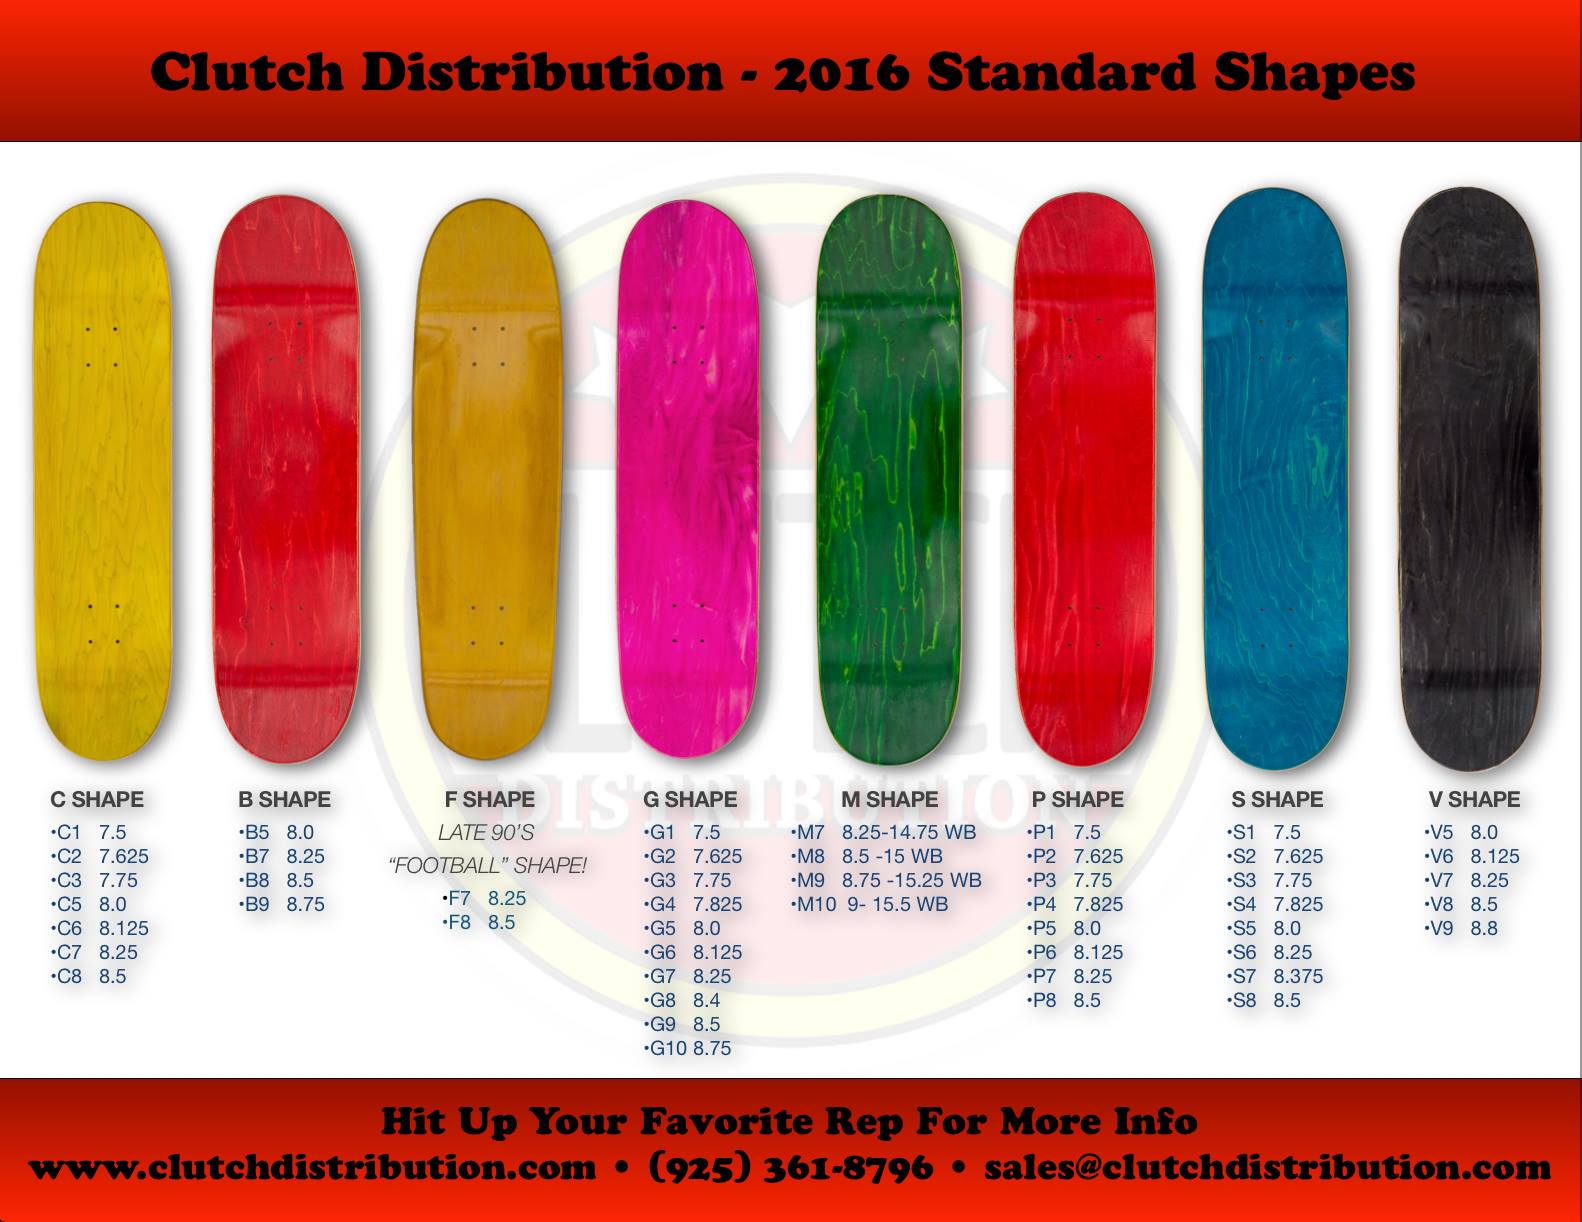 Clutch Distribution - 2016 Standard Shapes
C SHAPE
•C1 7.5
•C2 7.625
•C3 7.75
•C5 8.0
•C6 8.125
•C7 8.25
•C8 8.5
B SHAPE
•B5 8.0
•B7 8.25
•B8 8.5
•B9 8.75
F SHAPE
LATE 90'S
“FOOTBALL” SHAPE!
•F7 8.25
•F8 8.5
G SHAPE
•G1 7.5
•G2 7.625
•G3 7.75
•G4 7.825
•G5 8.0
•G6 8.125
•G7 8.25
•G8 8.4
•G9 8.5
•G10 8.75
M SHAPE
•M7 8.25-14.75 WB
•M8 8.5 -15 WB
•M9 8.75 -15.25 WB
•M10 9- 15.5 WB
P SHAPE
•P1 7.5
•P2 7.625
•P3 7.75
•P4 7.825
•P5 8.0
•P6 8.125
•P7 8.25
•P8 8.5
S SHAPE
•S1 7.5
•S2 7.625
•S3 7.75
•S4 7.825
•S5 8.0
•S6 8.25
•S7 8.375
•S8 8.5
V SHAPE
•V5 8.0
•V6 8.125
•V7 8.25
•V8 8.5
•V9 8.8
DISTRIBUTION
Hit Up Your Favorite Rep For More Info
www.clutchdistribution.com • (925) 361-8796 • sales@clutchdistribution.com